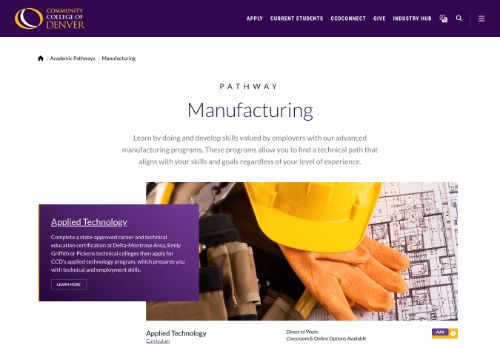 COMMUNITY
COLLEGE OF
DENVER
APPLY CURRENT STUDENTS CCDCONNECT GIVE INDUSTRY HUB
/ Academic Pathways / Manufacturing
PATHWAY
Manufacturing
Learn by doing and develop skills valued by employers with our advanced
manufacturing programs. These programs allow you to find a technical path that
aligns with your skills and goals regardless of your level of experience.
Applied Technology
Complete a state-approved career and technical
education certification at Delta-Montrose Area, Emily
Griffith or Pickens technical colleges then apply for
CCD's applied technology program, which prepares you
with technical and employment skills.
LEARN MORE
Applied Technology
Curriculum
Direct to Work
Classroom & Online Options Available
AAS